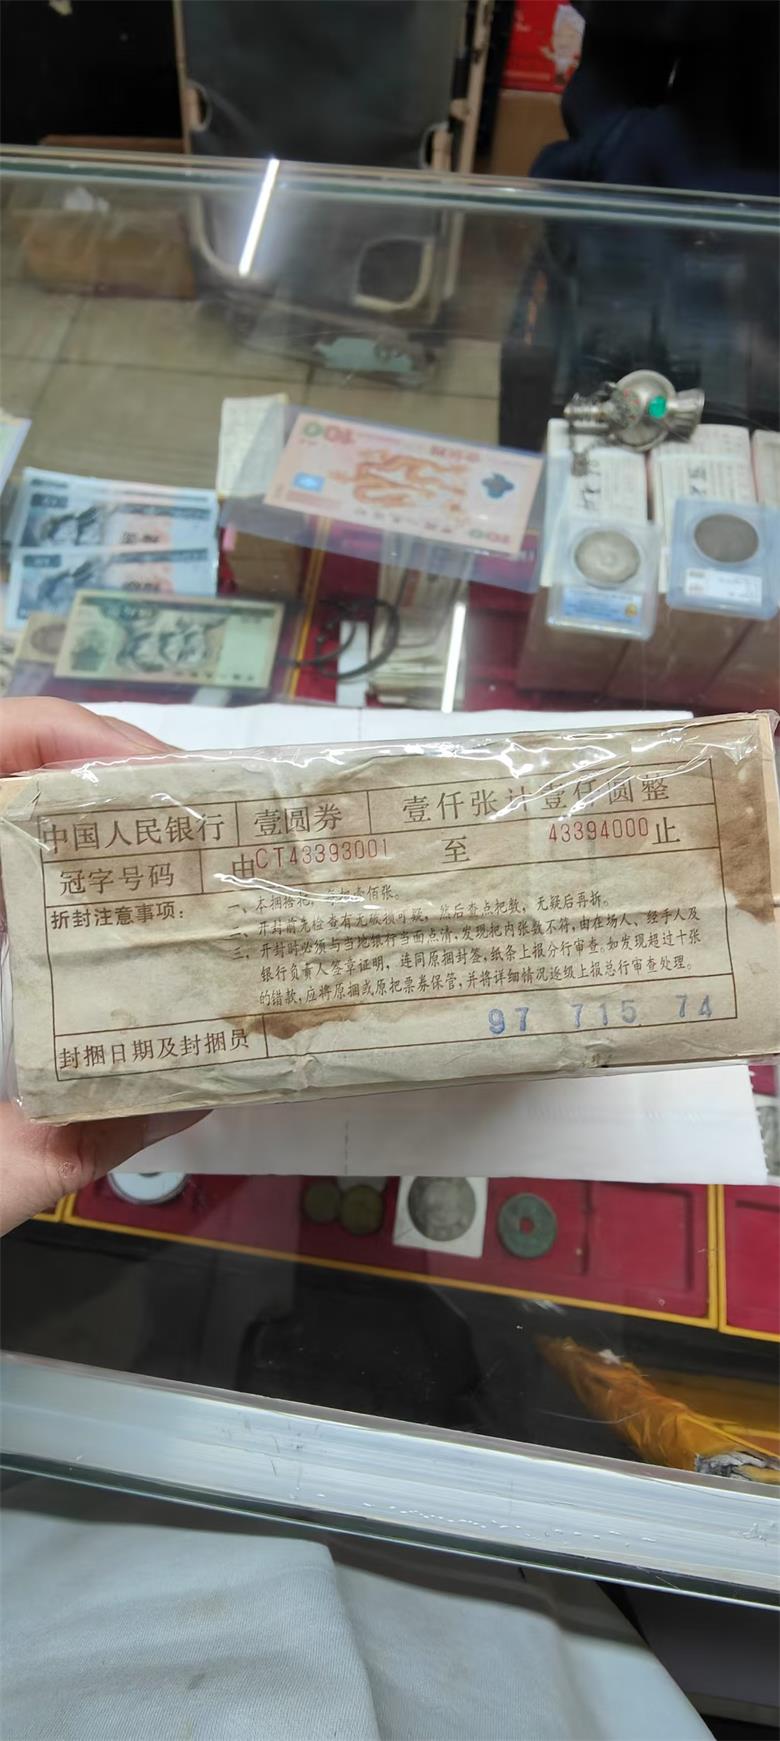 中国人民银行 壹圆券 壹仟张计壹仟圆整
冠字号码 由CT43393001 至 43394000止
折封注意事项:
一、本捆拾把,每把壹佰张。
二、开封前先检查有无破损可疑,然后查点把数,无疑后再折。
三、开封时必须与当地银行当面点清,发现把内张数不符,由在场人、经手人及
银行负责人签章证明,连同原捆封签,纸条上报分行审查。如发现超过十张
的错款,应将原捆或原把票券保管,并将详细情况逐级上报总行审查处理。
封捆日期及封捆员 97 715 74